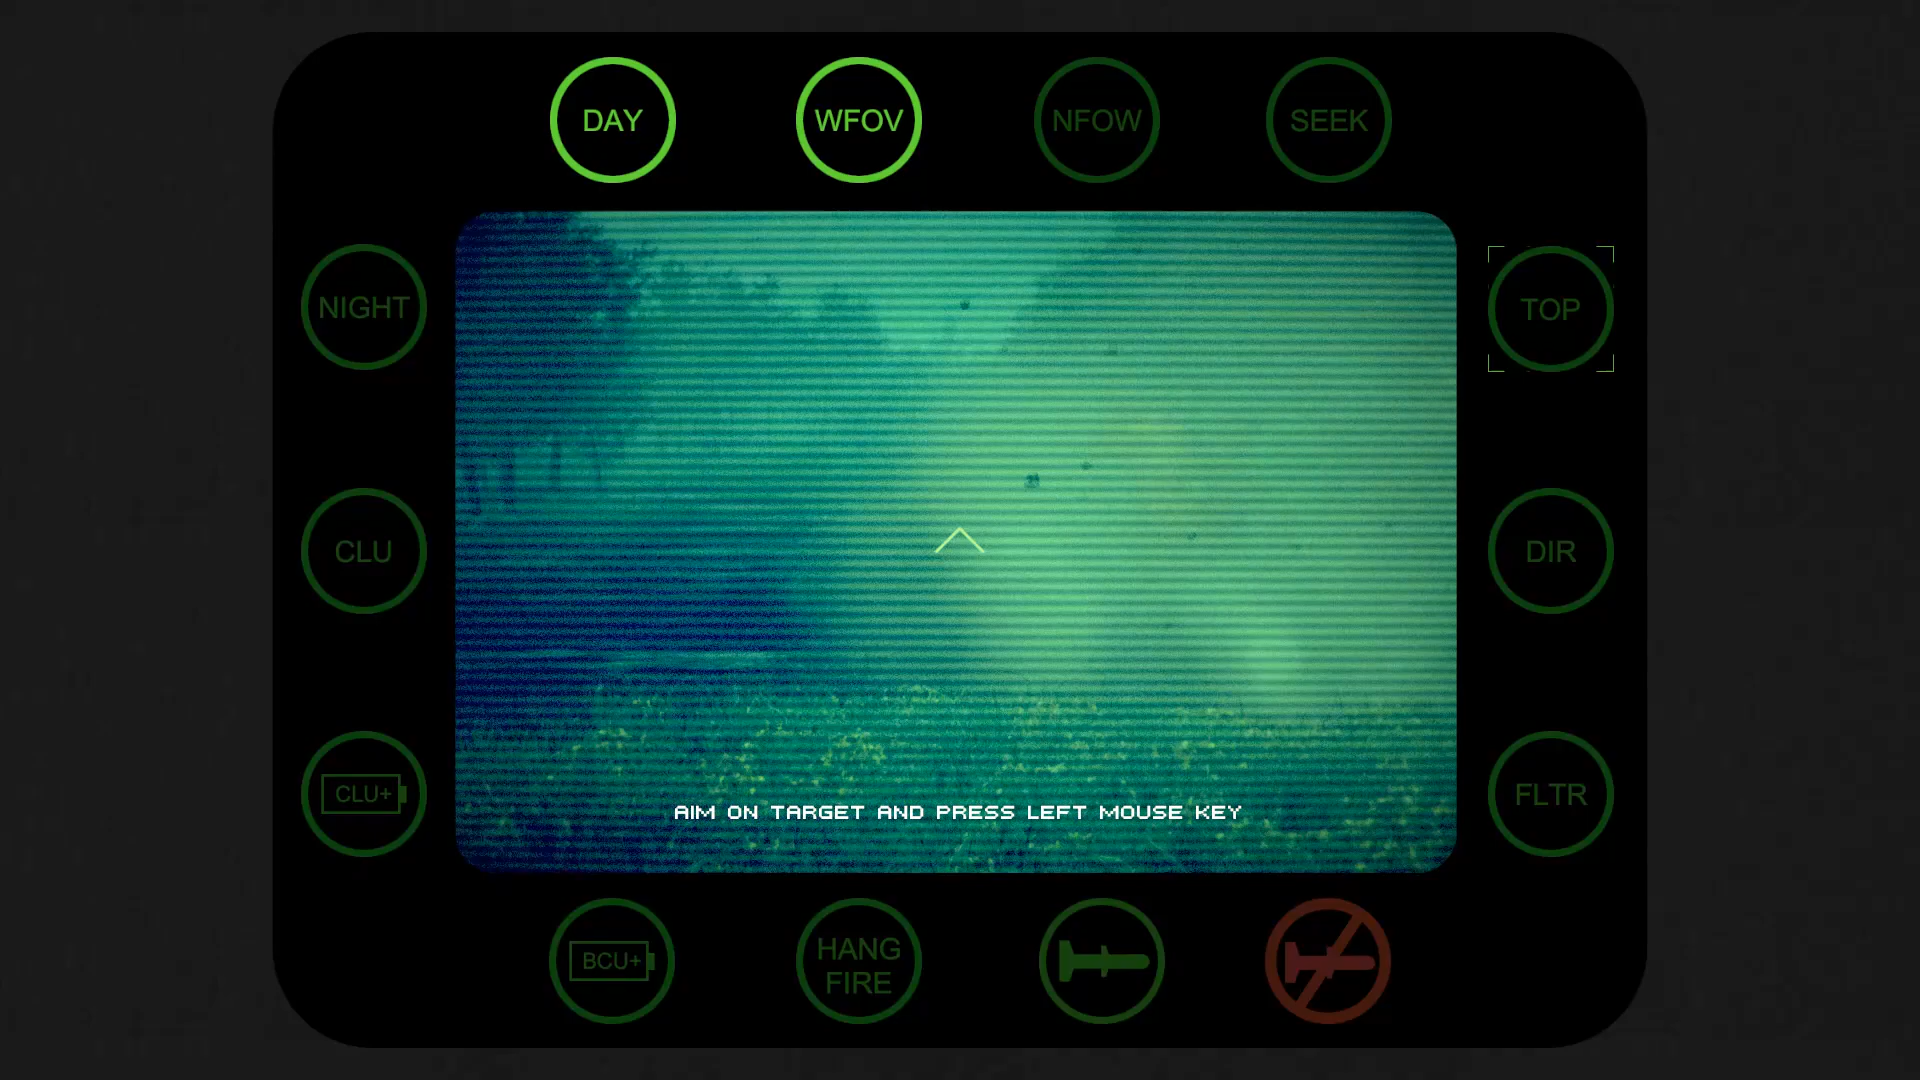 DAY
WFOV
NFOW
SEEK
NIGHT
TOP
CLU
DIR
CLU+
FLTR
AIM ON TARGET AND PRESS LEFT MOUSE KEY
BCU+
HANG
FIRE